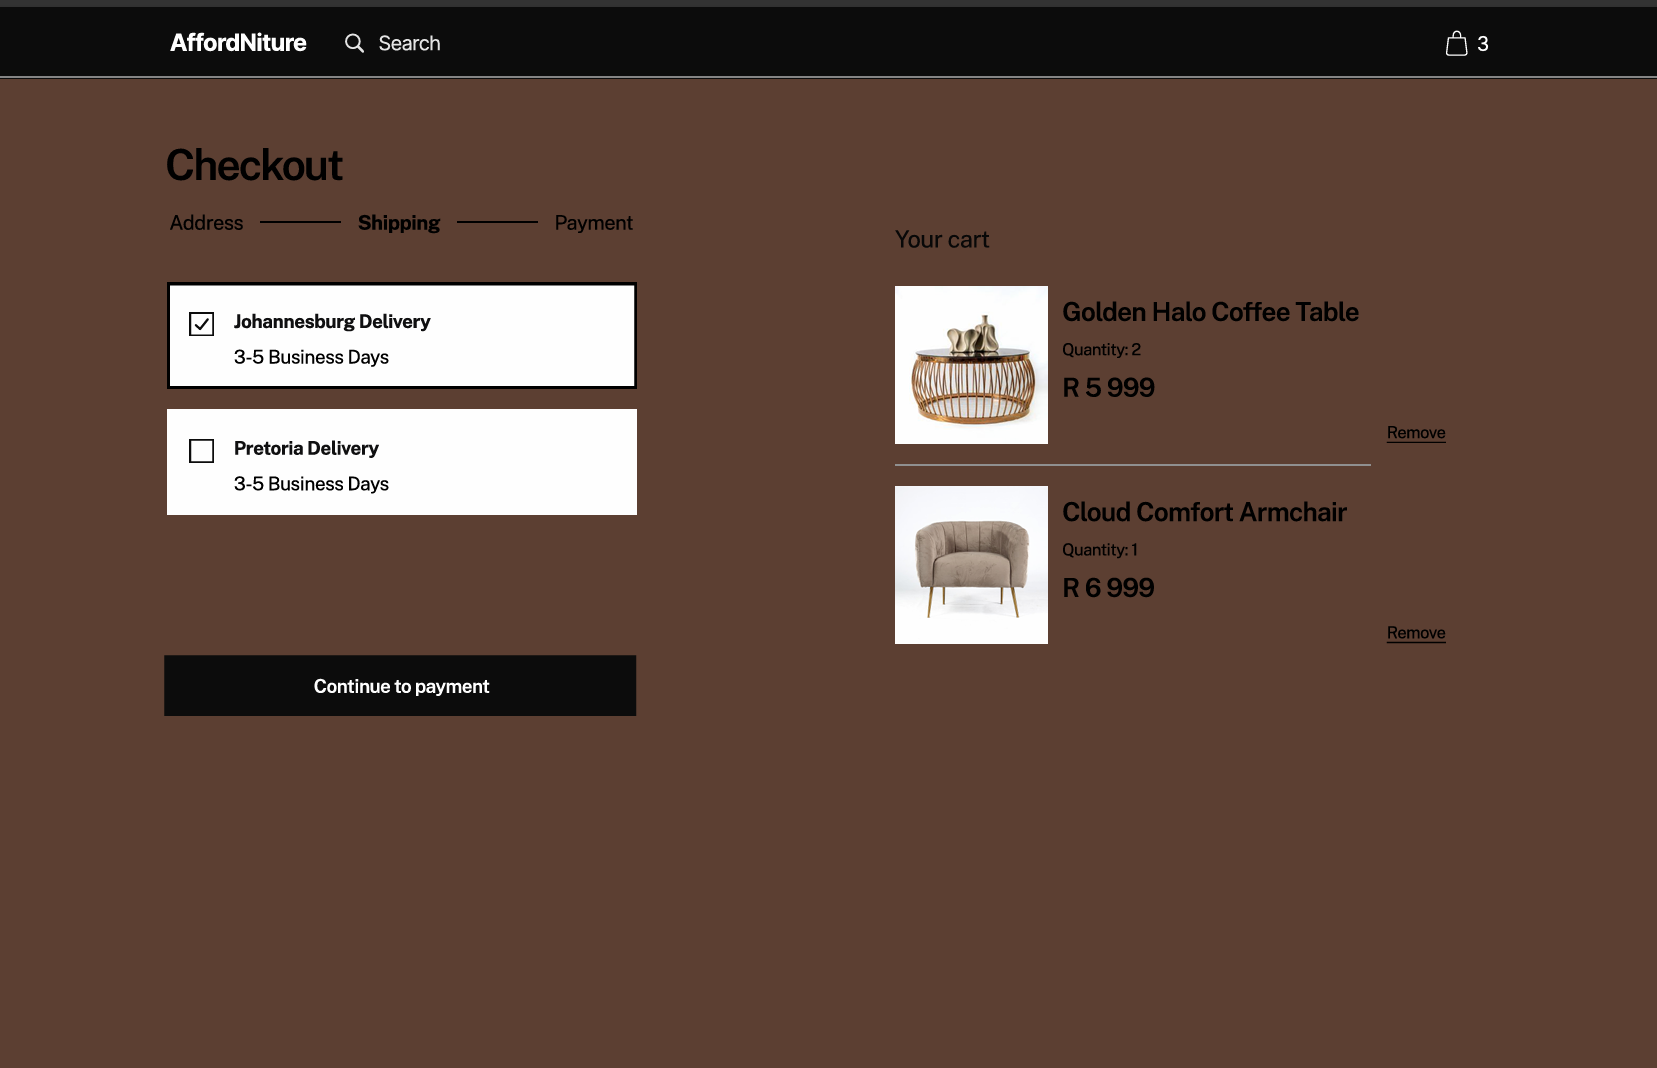 AffordNiture
Search
3
Checkout
Address
Shipping
Payment
Johannesburg Delivery
3-5 Business Days
Pretoria Delivery
3-5 Business Days
Continue to payment
Your cart
Golden Halo Coffee Table
Quantity: 2
R 5 999
Remove
Cloud Comfort Armchair
Quantity: 1
R 6 999
Remove